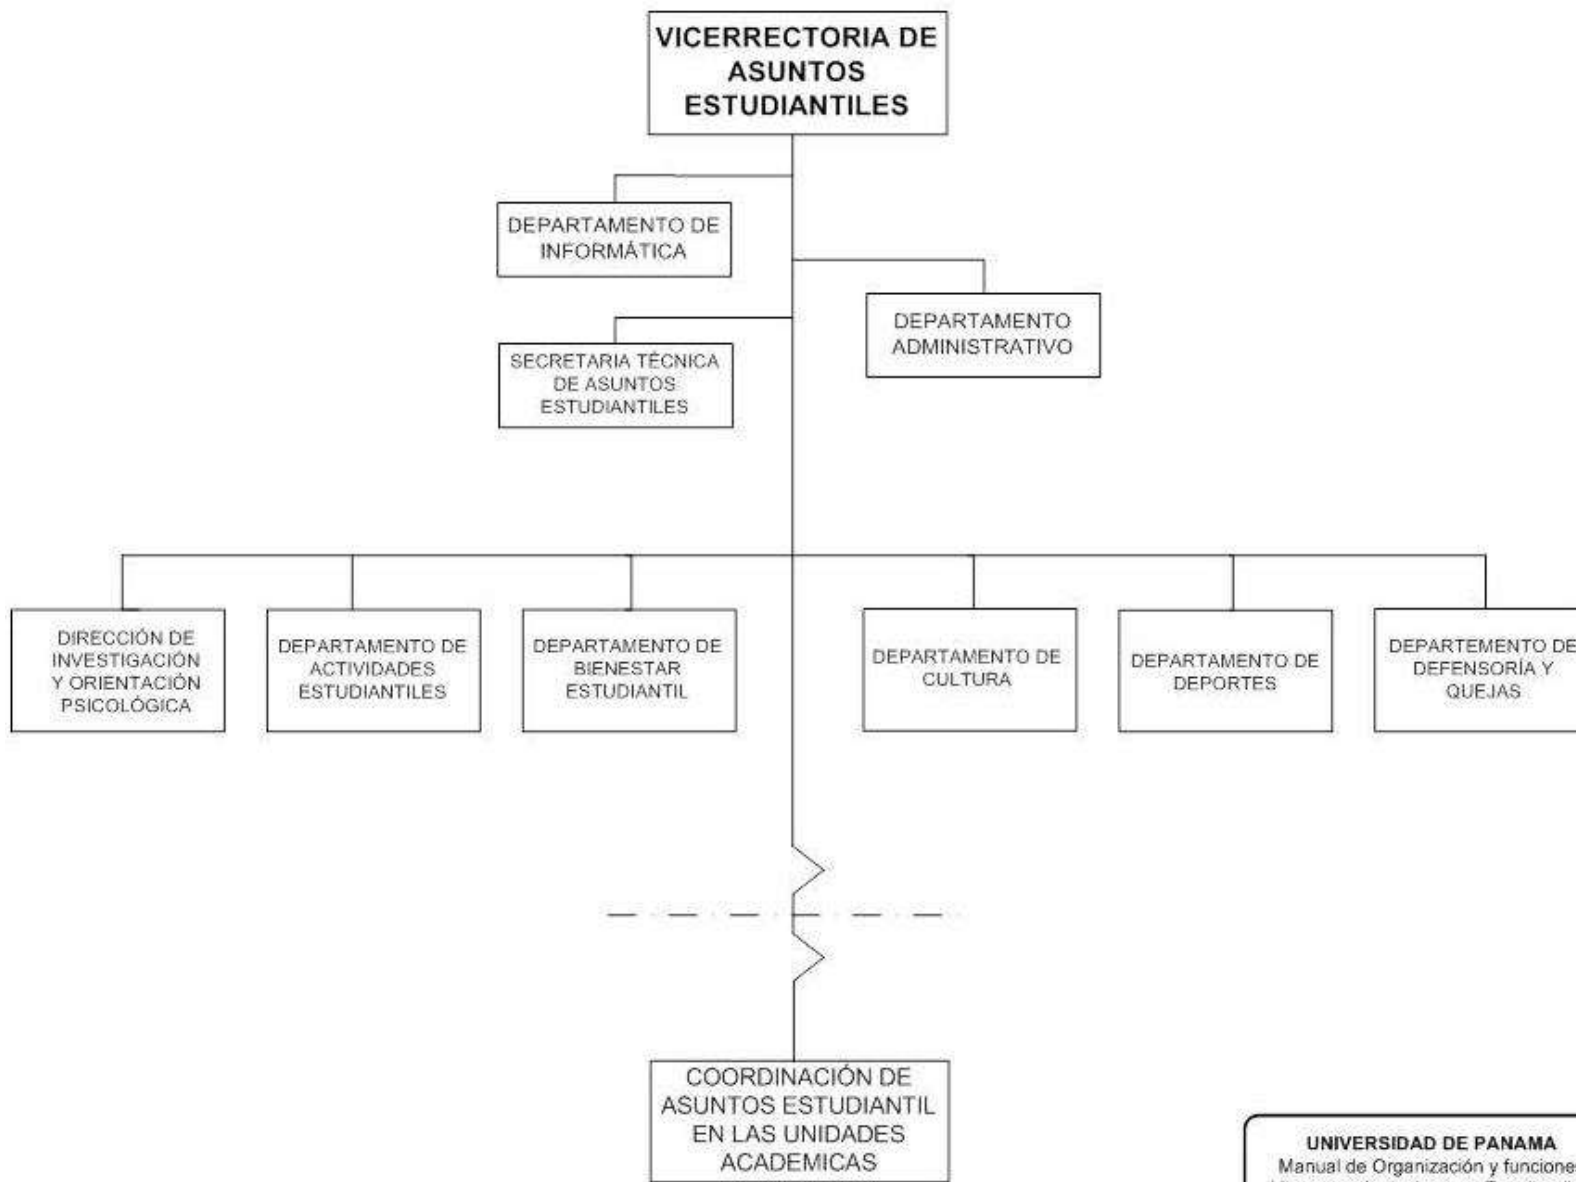 VICERRECTORIA DE
ASUNTOS
ESTUDIANTILES
DEPARTAMENTO DE
INFORMÁTICA
DEPARTAMENTO
ADMINISTRATIVO
SECRETARIA TÉCNICA
DE ASUNTOS
ESTUDIANTILES
DIRECCIÓN DE
INVESTIGACIÓN
Y ORIENTACIÓN
PSICOLÓGICA
DEPARTAMENTO DE
ACTIVIDADES
ESTUDIANTILES
DEPARTAMENTO DE
BIENESTAR
ESTUDIANTIL
DEPARTAMENTO DE
CULTURA
DEPARTAMENTO DE
DEPORTES
DEPARTEMENTO DE
DEFENSORÍA Y
QUEJAS
COORDINACIÓN DE
ASUNTOS ESTUDIANTIL
EN LAS UNIDADES
ACADEMICAS
UNIVERSIDAD DE PANAMA
Manual de Organización y funciones